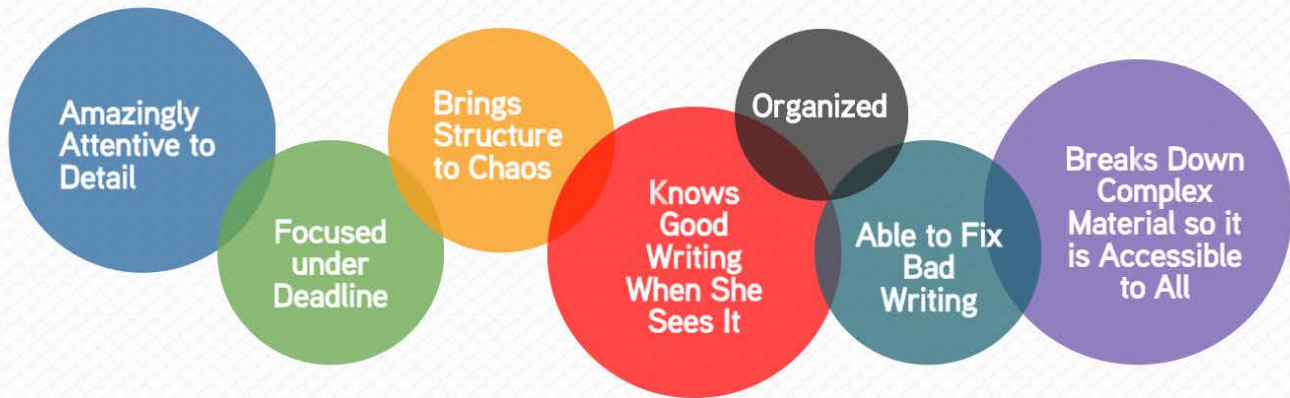 Amazingly
Attentive to
Detail
Focused
under
Deadline
Brings
Structure
to Chaos
Knows
Good
Writing
When She
Sees It
Organized
Able to Fix
Bad
Writing
Breaks Down
Complex
Material so it
is Accessible
to All